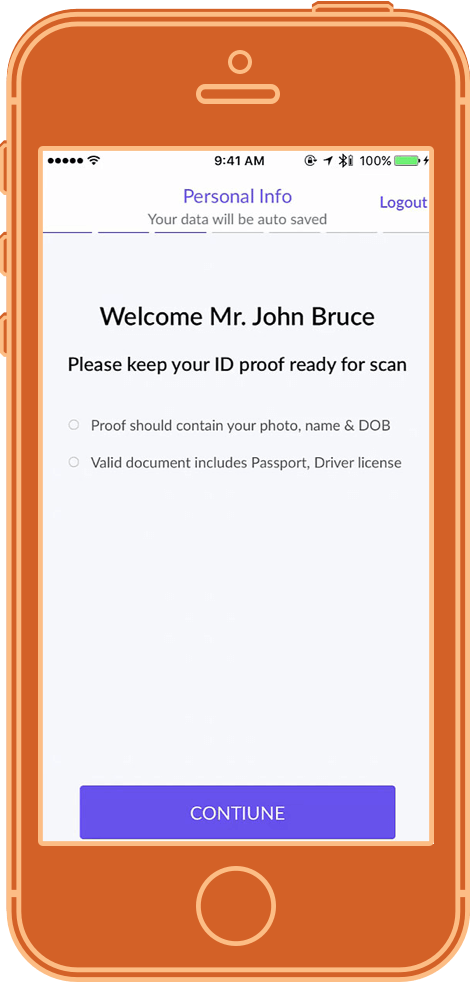 9:41 AM 100%
Personal Info
Logout
Your data will be auto saved
Welcome Mr. John Bruce
Please keep your ID proof ready for scan
Proof should contain your photo, name & DOB
Valid document includes Passport, Driver license
CONTIUNE